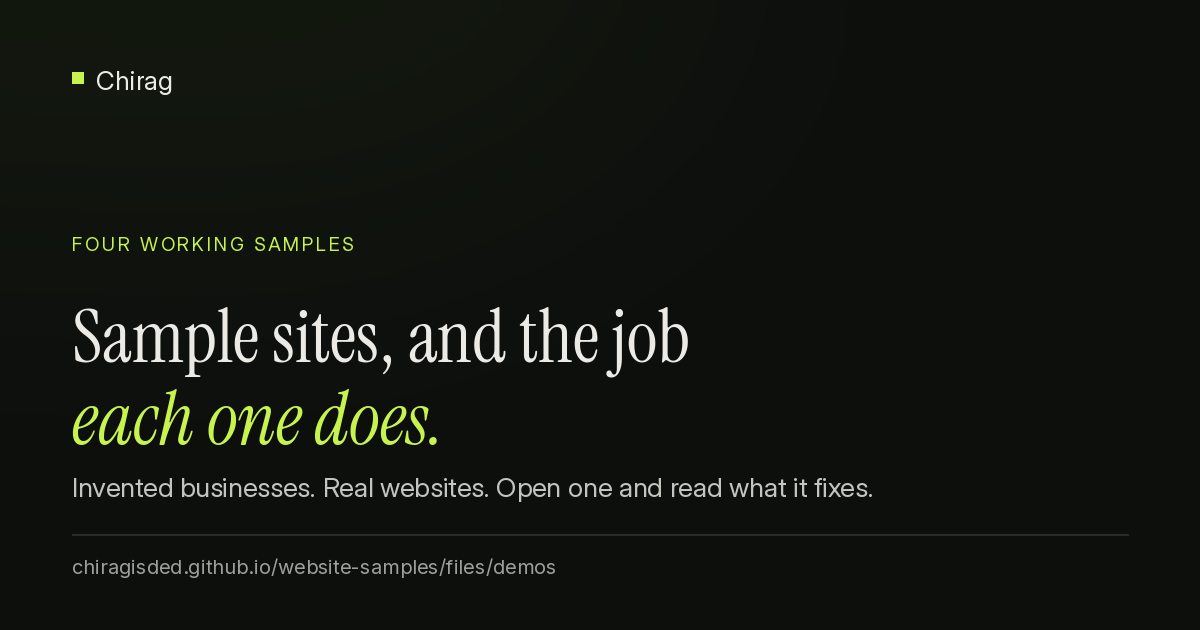 Chirag
FOUR WORKING SAMPLES
Sample sites, and the job
each one does.
Invented businesses. Real websites. Open one and read what it fixes.
chiragisded.github.io/website-samples/files/demos